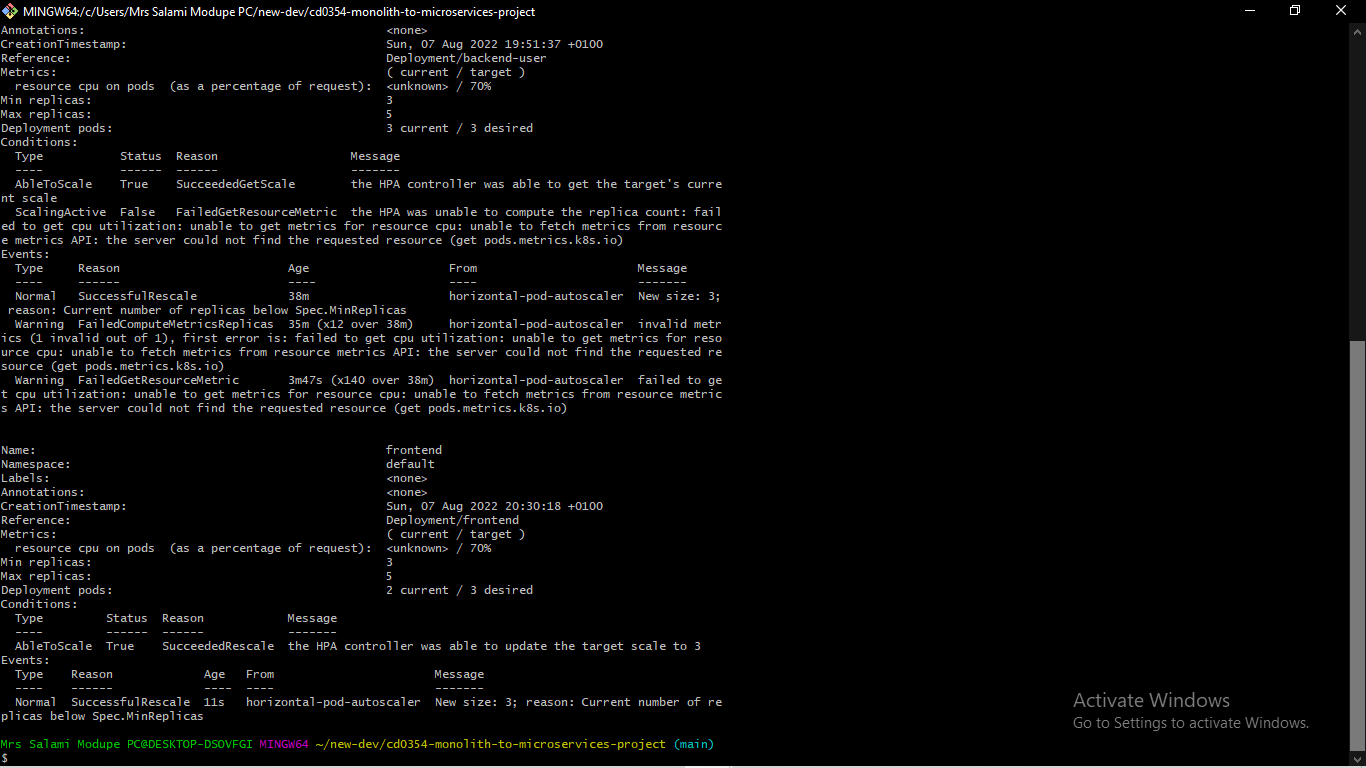 MINGW64:/c/Users/Mrs Salami Modupe PC/new-dev/cd0354-monolith-to-microservices-project
Annotations:                                           <none>
CreationTimestamp:                                     Sun, 07 Aug 2022 19:51:37 +0100
Reference:                                             Deployment/backend-user
Metrics:                                               ( current / target )
  resource cpu on pods  (as a percentage of request):  <unknown> / 70%
Min replicas:                                          3
Max replicas:                                          5
Deployment pods:                                       3 current / 3 desired
Conditions:
  Type           Status  Reason                   Message
  ----           ------  ------                   -------
  AbleToScale    True    SucceededGetScale        the HPA controller was able to get the target's curre
nt scale
  ScalingActive  False   FailedGetResourceMetric  the HPA was unable to compute the replica count: fail
ed to get cpu utilization: unable to get metrics for resource cpu: unable to fetch metrics from resourc
e metrics API: the server could not find the requested resource (get pods.metrics.k8s.io)
Events:
  Type     Reason                        Age                    From                       Message
  ----     ------                        ----                   ----                       -------
  Normal   SuccessfulRescale             38m                    horizontal-pod-autoscaler  New size: 3;
 reason: Current number of replicas below Spec.MinReplicas
  Warning  FailedComputeMetricsReplicas  35m (x12 over 38m)     horizontal-pod-autoscaler  invalid metr
ics (1 invalid out of 1), first error is: failed to get cpu utilization: unable to get metrics for reso
urce cpu: unable to fetch metrics from resource metrics API: the server could not find the requested re
source (get pods.metrics.k8s.io)
  Warning  FailedGetResourceMetric       3m47s (x140 over 38m)  horizontal-pod-autoscaler  failed to ge
t cpu utilization: unable to get metrics for resource cpu: unable to fetch metrics from resource metric
s API: the server could not find the requested resource (get pods.metrics.k8s.io)
Name:                                                  frontend
Namespace:                                             default
Labels:                                                <none>
Annotations:                                           <none>
CreationTimestamp:                                     Sun, 07 Aug 2022 20:30:18 +0100
Reference:                                             Deployment/frontend
Metrics:                                               ( current / target )
  resource cpu on pods  (as a percentage of request):  <unknown> / 70%
Min replicas:                                          3
Max replicas:                                          5
Deployment pods:                                       2 current / 3 desired
Conditions:
  Type         Status  Reason            Message
  ----         ------  ------            -------
  AbleToScale  True    SucceededRescale  the HPA controller was able to update the target scale to 3
Events:
  Type    Reason             Age   From                       Message
  ----    ------             ----  ----                       -------
  Normal  SuccessfulRescale  11s   horizontal-pod-autoscaler  New size: 3; reason: Current number of re
plicas below Spec.MinReplicas
Activate Windows
Go to Settings to activate Windows.
Mrs Salami Modupe PC@DESKTOP-DSOVFGI MINGW64 ~/new-dev/cd0354-monolith-to-microservices-project (main)
$